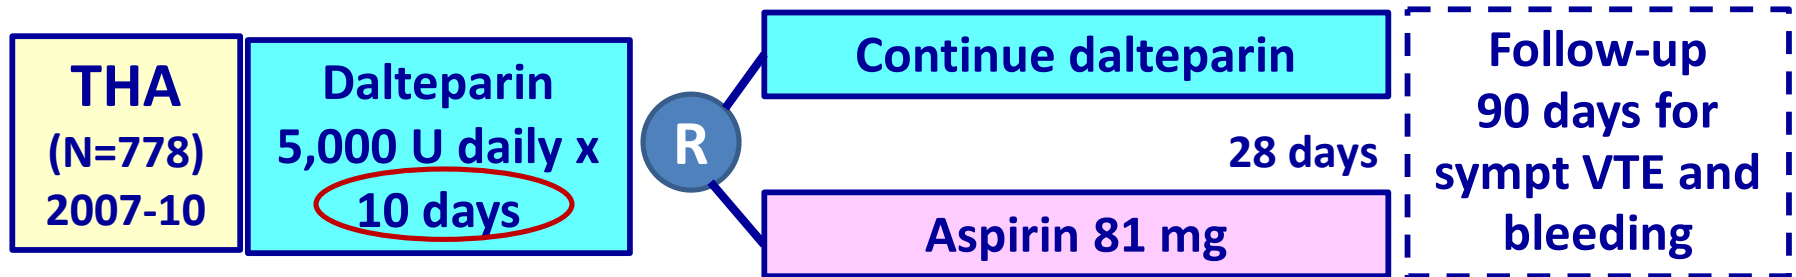 THA
(N=778)
2007-10
Dalteparin
5,000 U daily x
10 days
R
Continue dalteparin
28 days
Aspirin 81 mg
Follow-up
90 days for
sympt VTE and
bleeding